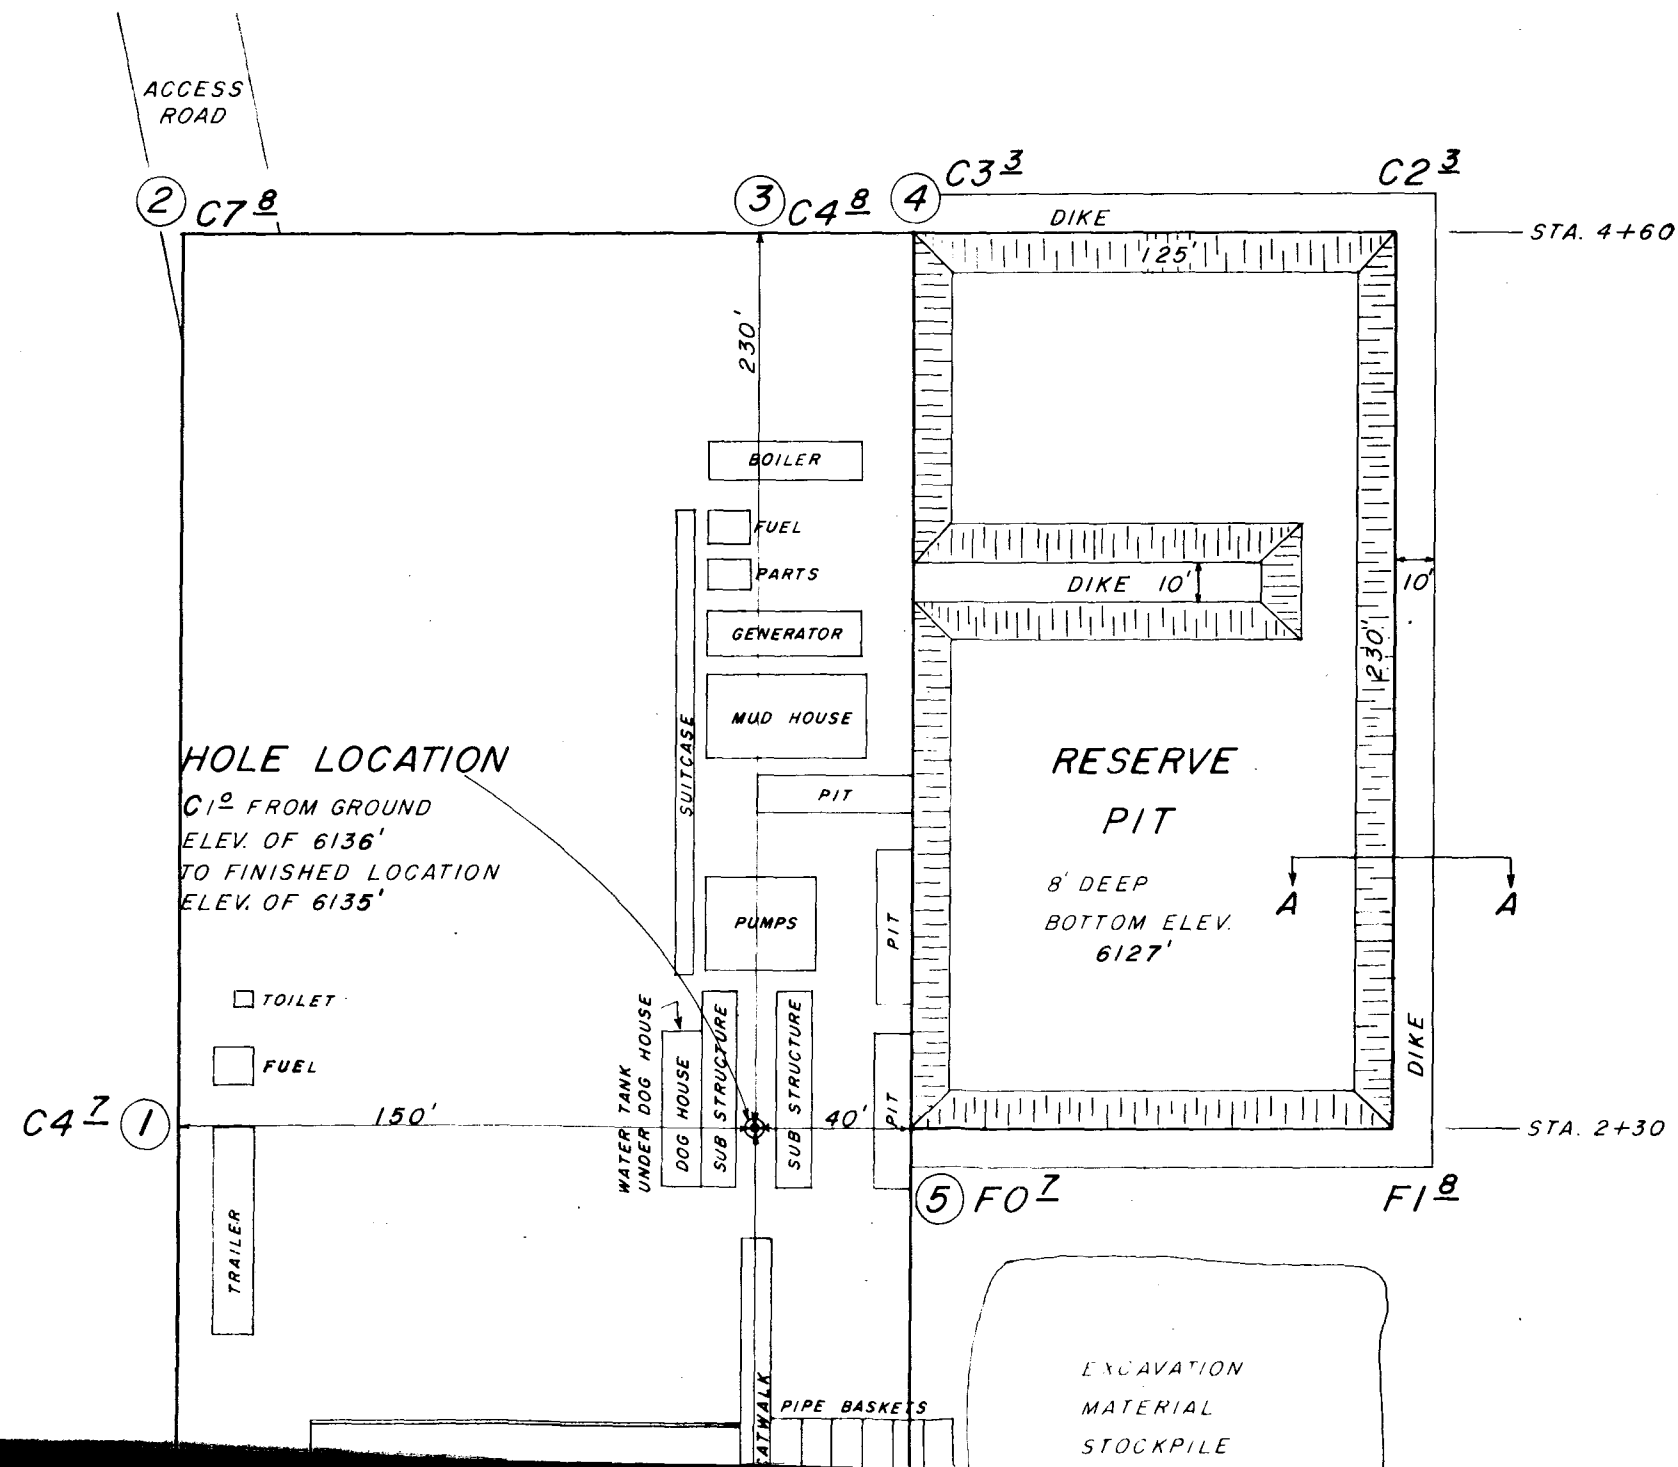 ACCESS
ROAD
2 C7 8
3 C4 8
4 C3 3
C2 3
DIKE
STA. 4+60
125'
230'
BOILER
FUEL
PARTS
GENERATOR
MUD HOUSE
SUITCASE
PIT
PUMPS
PIT
PIT
DIKE 10'
10'
230'
HOLE LOCATION
C1 0 FROM GROUND
ELEV. OF 6136'
TO FINISHED LOCATION
ELEV. OF 6135'
RESERVE
PIT
8' DEEP
BOTTOM ELEV.
6127'
A A
TOILET
FUEL
WATER TANK
UNDER DOG HOUSE
DOG HOUSE
SUB STRUCTURE
SUB STRUCTURE
DIKE
C4 7 1
150'
40'
STA. 2+30
5 F0 7
F1 8
TRAILER
CATWALK
PIPE BASKETS
EXCAVATION
MATERIAL
STOCKPILE